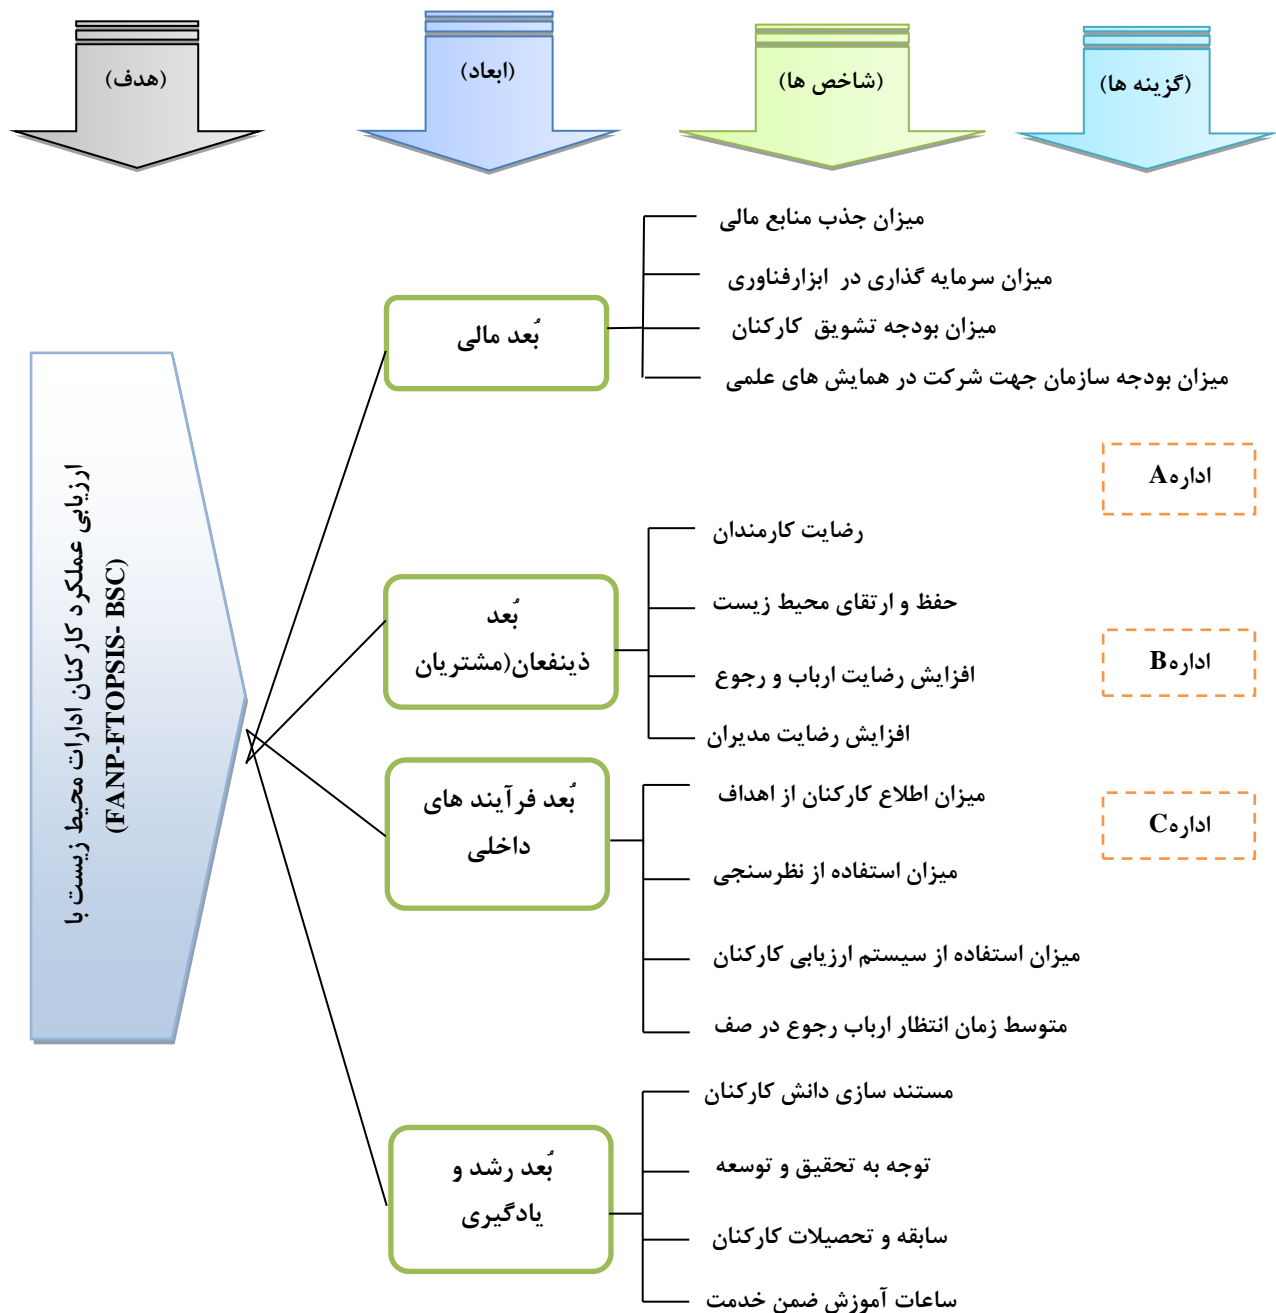 (هدف)
(ابعاد)
(شاخص ها)
(گزینه ها)
ارزیابی عملکرد کارکنان ادارات محیط زیست با
(FANP-FTOPSIS- BSC)
بُعد مالی
میزان جذب منابع مالی
میزان سرمایه گذاری در ابزارفناوری
میزان بودجه تشویق کارکنان
میزان بودجه سازمان جهت شرکت در همایش های علمی
بُعد
ذینفعان(مشتریان
رضایت کارمندان
حفظ و ارتقای محیط زیست
افزایش رضایت ارباب و رجوع
افزایش رضایت مدیران
بُعد فرآیند های
داخلی
میزان اطلاع کارکنان از اهداف
میزان استفاده از نظرسنجی
میزان استفاده از سیستم ارزیابی کارکنان
متوسط زمان انتظار ارباب رجوع در صف
بُعد رشد و
یادگیری
مستند سازی دانش کارکنان
توجه به تحقیق و توسعه
سابقه و تحصیلات کارکنان
ساعات آموزش ضمن خدمت
اداره A
اداره B
اداره C